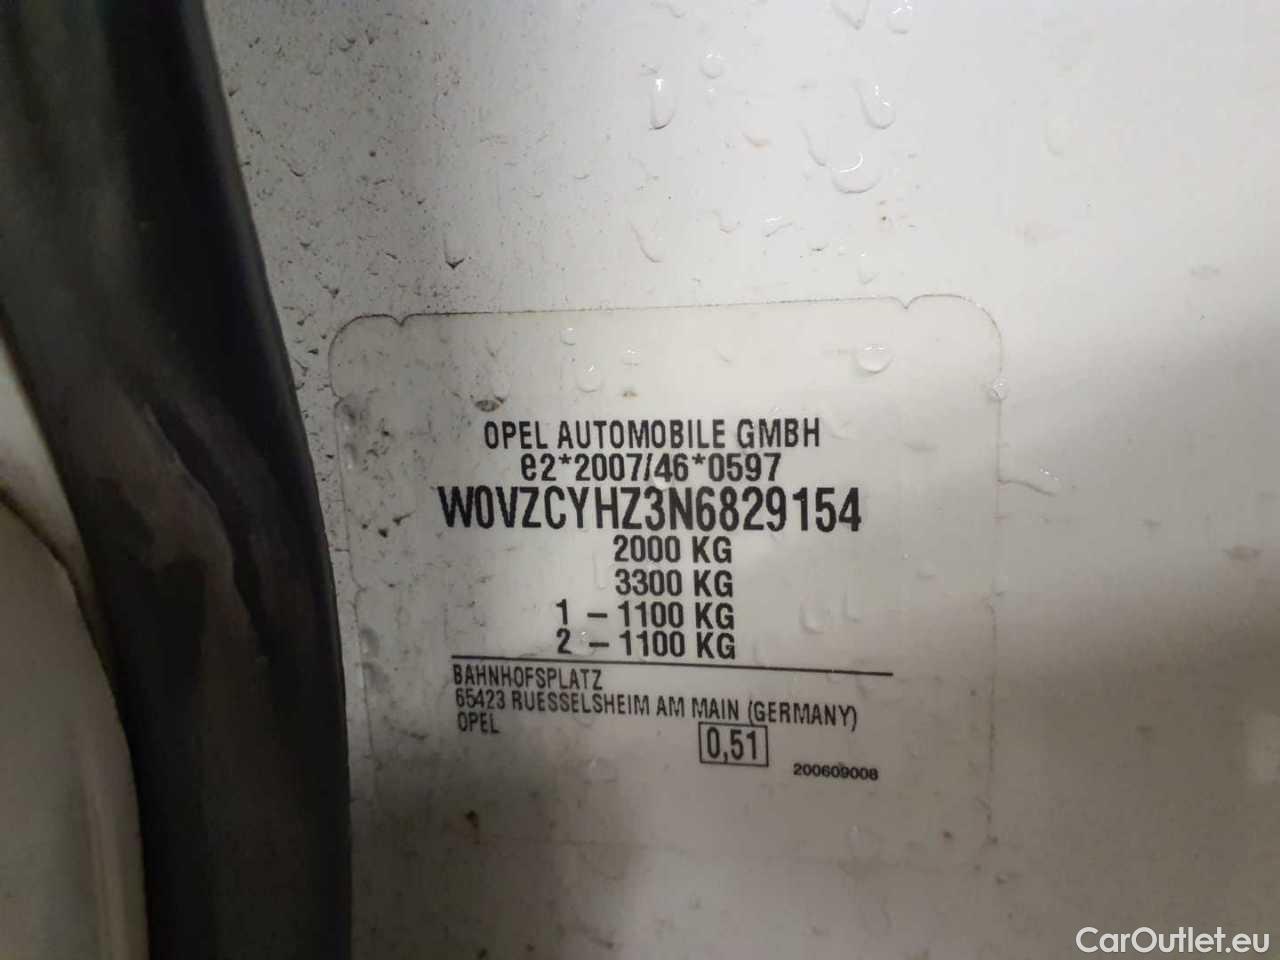 OPEL AUTOMOBILE GMBH
e2*2007/46*0597
W0VZCYHZ3N6829154
2000 KG
3300 KG
1 – 1100 KG
2 – 1100 KG
BAHNHOFSPLATZ
65423 RUESSELSHEIM AM MAIN (GERMANY)
OPEL
0,51
200609008
CarOutlet.eu